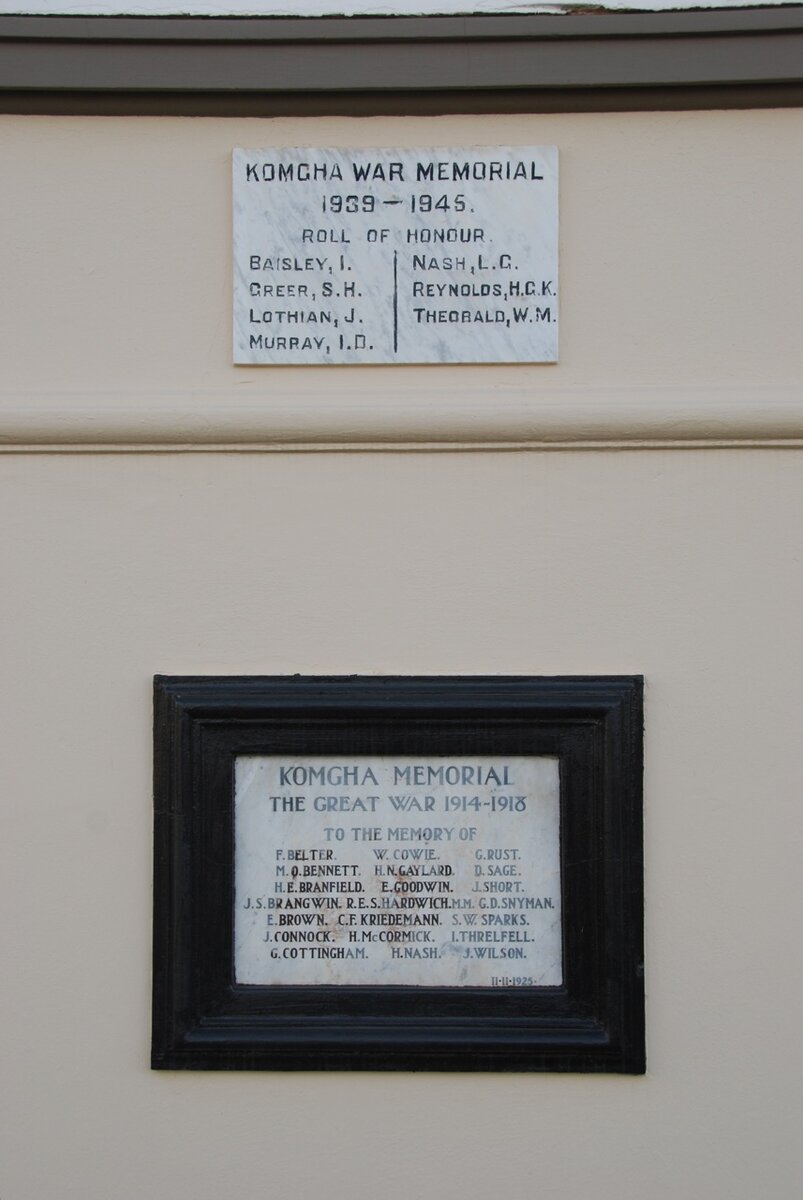 KOMGHA WAR MEMORIAL
1939 — 1945.
ROLL OF HONOUR.
BAISLEY, I. NASH, L.G.
GREER, S.H. REYNOLDS, H.G.K.
LOTHIAN, J. THEOBALD, W.M.
MURRAY, I.D.
KOMGHA MEMORIAL
THE GREAT WAR 1914-1918
TO THE MEMORY OF
F.BELTER. W. COWIE. G.RUST.
M.O.BENNETT. H.N.GAYLARD. D.SAGE.
H.E.BRANFIELD. E.GOODWIN. J.SHORT.
J.S.BRANGWIN. R.E.S.HARDWICH.M.M. G.D.SNYMAN.
E.BROWN. C.F.KRIEDEMANN. S.W.SPARKS.
J.CONNOCK. H.McCORMICK. I.THRELFELL.
G.COTTINGHAM. H.NASH. J.WILSON.
11·11·1925·